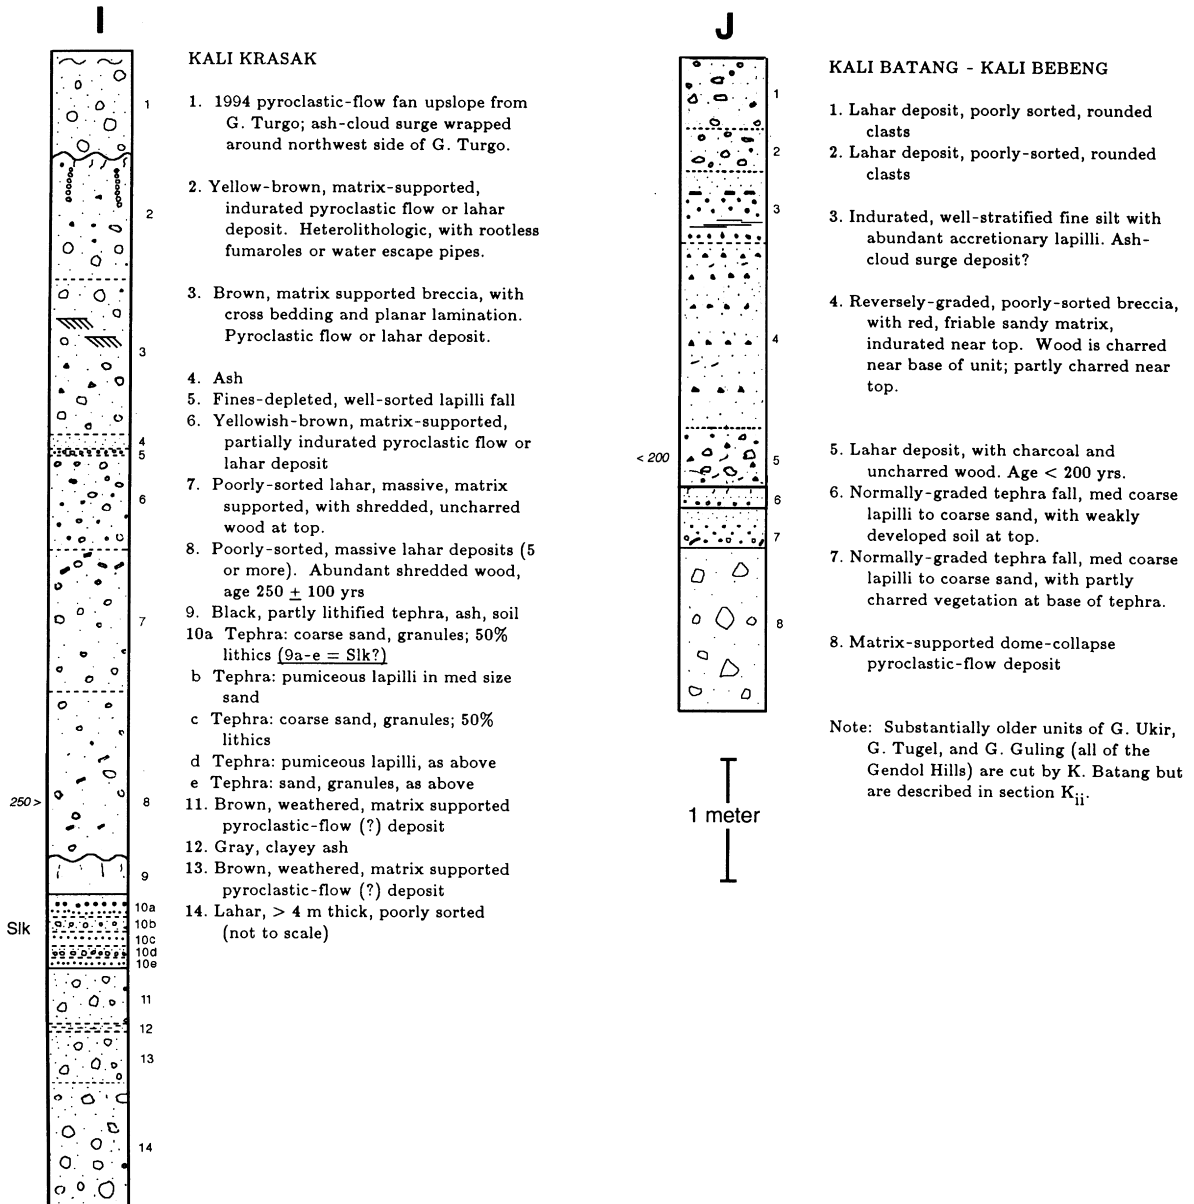 I
KALI KRASAK
1. 1994 pyroclastic-flow fan upslope from
G. Turgo; ash-cloud surge wrapped
around northwest side of G. Turgo.
2. Yellow-brown, matrix-supported,
indurated pyroclastic flow or lahar
deposit. Heterolithologic, with rootless
fumaroles or water escape pipes.
3. Brown, matrix supported breccia, with
cross bedding and planar lamination.
Pyroclastic flow or lahar deposit.
4. Ash
5. Fines-depleted, well-sorted lapilli fall
6. Yellowish-brown, matrix-supported,
partially indurated pyroclastic flow or
lahar deposit
7. Poorly-sorted lahar, massive, matrix
supported, with shredded, uncharred
wood at top.
8. Poorly-sorted, massive lahar deposits (5
or more). Abundant shredded wood,
age 250 ± 100 yrs
9. Black, partly lithified tephra, ash, soil
10a Tephra: coarse sand, granules; 50%
lithics (9a-e = Slk?)
b Tephra: pumiceous lapilli in med size
sand
c Tephra: coarse sand, granules; 50%
lithics
d Tephra: pumiceous lapilli, as above
e Tephra: sand, granules, as above
11. Brown, weathered, matrix supported
pyroclastic-flow (?) deposit
12. Gray, clayey ash
13. Brown, weathered, matrix supported
pyroclastic-flow (?) deposit
14. Lahar, > 4 m thick, poorly sorted
(not to scale)
1
2
3
4
5
6
7
250 >
8
9
Slk
10a
10b
10c
10d
10e
11
12
13
14
J
KALI BATANG - KALI BEBENG
1. Lahar deposit, poorly sorted, rounded
clasts
2. Lahar deposit, poorly-sorted, rounded
clasts
3. Indurated, well-stratified fine silt with
abundant accretionary lapilli. Ash-
cloud surge deposit?
4. Reversely-graded, poorly-sorted breccia,
with red, friable sandy matrix,
indurated near top. Wood is charred
near base of unit; partly charred near
top.
5. Lahar deposit, with charcoal and
uncharred wood. Age < 200 yrs.
6. Normally-graded tephra fall, med coarse
lapilli to coarse sand, with weakly
developed soil at top.
7. Normally-graded tephra fall, med coarse
lapilli to coarse sand, with partly
charred vegetation at base of tephra.
8. Matrix-supported dome-collapse
pyroclastic-flow deposit
Note: Substantially older units of G. Ukir,
G. Tugel, and G. Guling (all of the
Gendol Hills) are cut by K. Batang but
are described in section Kii.
1
2
3
4
< 200
5
6
7
8
1 meter